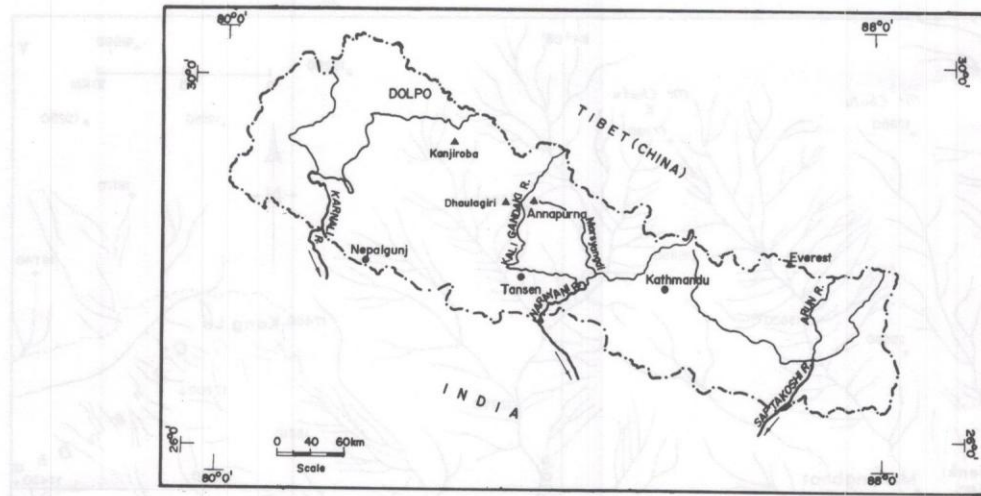 80°0'
88°0'
30°0'
30°0'
DOLPO
TIBET (CHINA)
Kanjiroba
Dhaulagiri
Annapurna
KALI GANDAKI R.
KARNALI R.
Nepalgunj
Tansen
NARAYANI R.
Kathmandu
Everest
ARUN R.
SAPTAKOSHI R.
INDIA
0 40 60km
Scale
26°0'
26°0'
80°0'
88°0'